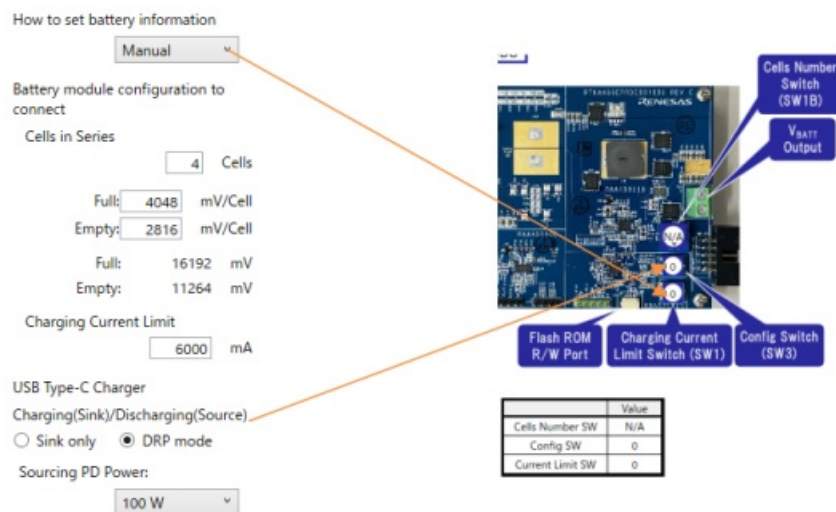 How to set battery information
Manual
Battery module configuration to
connect
Cells in Series
4 Cells
Full: 4048 mV/Cell
Empty: 2816 mV/Cell
Full: 16192 mV
Empty: 11264 mV
Charging Current Limit
6000 mA
USB Type-C Charger
Charging(Sink)/Discharging(Source)
Sink only DRP mode
Sourcing PD Power:
100 W
RENESAS
Cells Number
Switch
(SW1B)
VBATT
Output
N/A
0
0
Flash ROM
R/W Port
Charging Current
Limit Switch (SW1)
Config Switch
(SW3)
Value
Cells Number SW N/A
Config SW 0
Current Limit SW 0